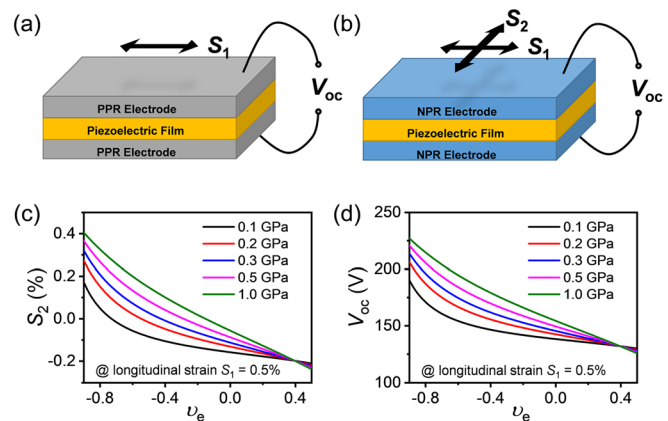 (a)
S1
Voc
PPR Electrode
Piezoelectric Film
PPR Electrode
(b)
S2
S1
Voc
NPR Electrode
Piezoelectric Film
NPR Electrode
(c)
S2 (%)
0.4
0.2
0.0
-0.2
0.1 GPa
0.2 GPa
0.3 GPa
0.5 GPa
1.0 GPa
@ longitudinal strain S1 = 0.5%
-0.8 -0.4 0.0 0.4
υe
(d)
Voc (V)
250
200
150
100
0.1 GPa
0.2 GPa
0.3 GPa
0.5 GPa
1.0 GPa
@ longitudinal strain S1 = 0.5%
-0.8 -0.4 0.0 0.4
υe